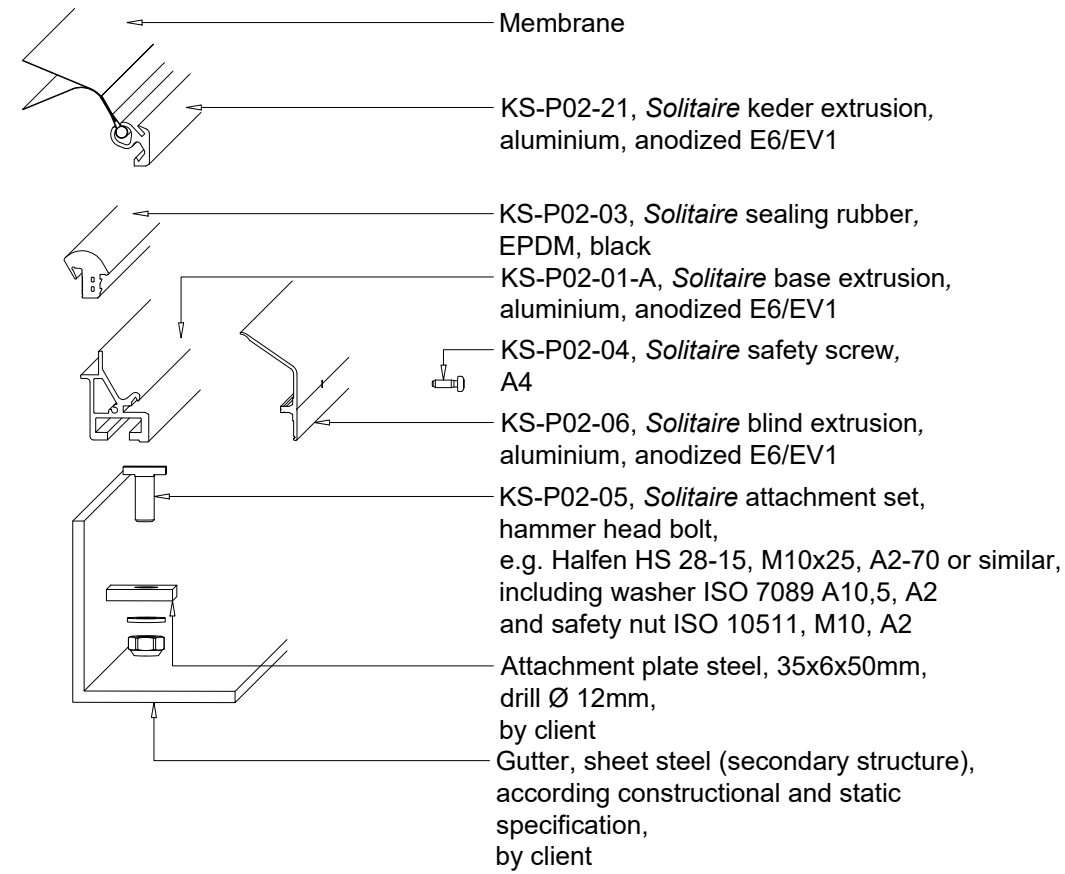 Membrane
KS-P02-21, Solitaire keder extrusion,
aluminium, anodized E6/EV1
KS-P02-03, Solitaire sealing rubber,
EPDM, black
KS-P02-01-A, Solitaire base extrusion,
aluminium, anodized E6/EV1
KS-P02-04, Solitaire safety screw,
A4
KS-P02-06, Solitaire blind extrusion,
aluminium, anodized E6/EV1
KS-P02-05, Solitaire attachment set,
hammer head bolt,
e.g. Halfen HS 28-15, M10x25, A2-70 or similar,
including washer ISO 7089 A10,5, A2
and safety nut ISO 10511, M10, A2
Attachment plate steel, 35x6x50mm,
drill Ø 12mm,
by client
Gutter, sheet steel (secondary structure),
according constructional and static
specification,
by client